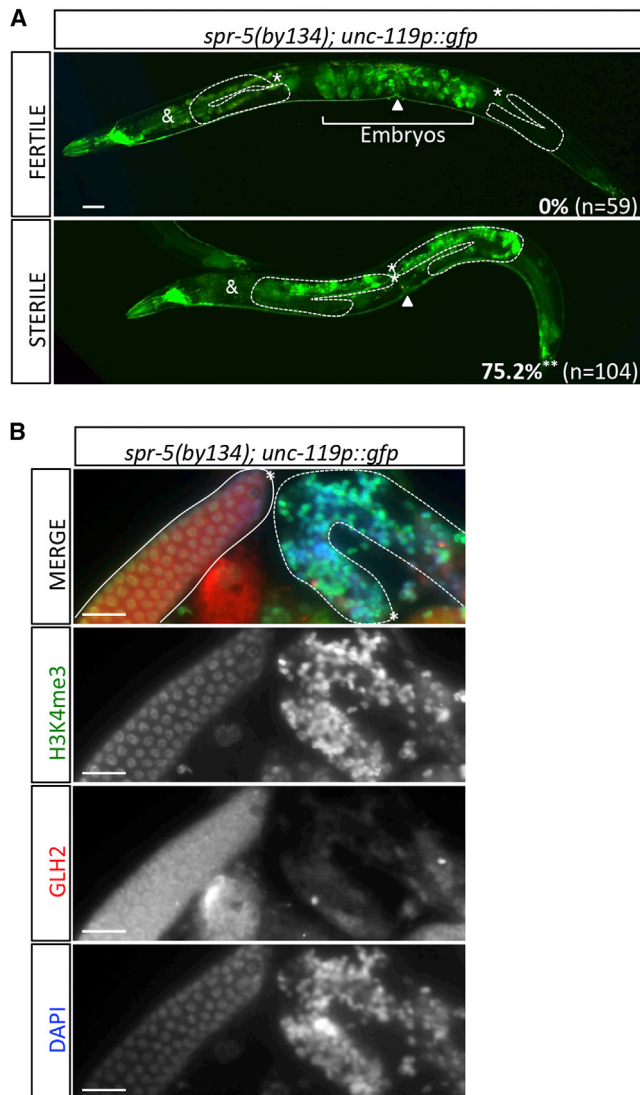 A
spr-5(by134); unc-119p::gfp
FERTILE
*
*
&
Embryos
0% (n=59)
STERILE
*
*
&
75.2%** (n=104)
B
spr-5(by134); unc-119p::gfp
MERGE
*
*
H3K4me3
GLH2
DAPI